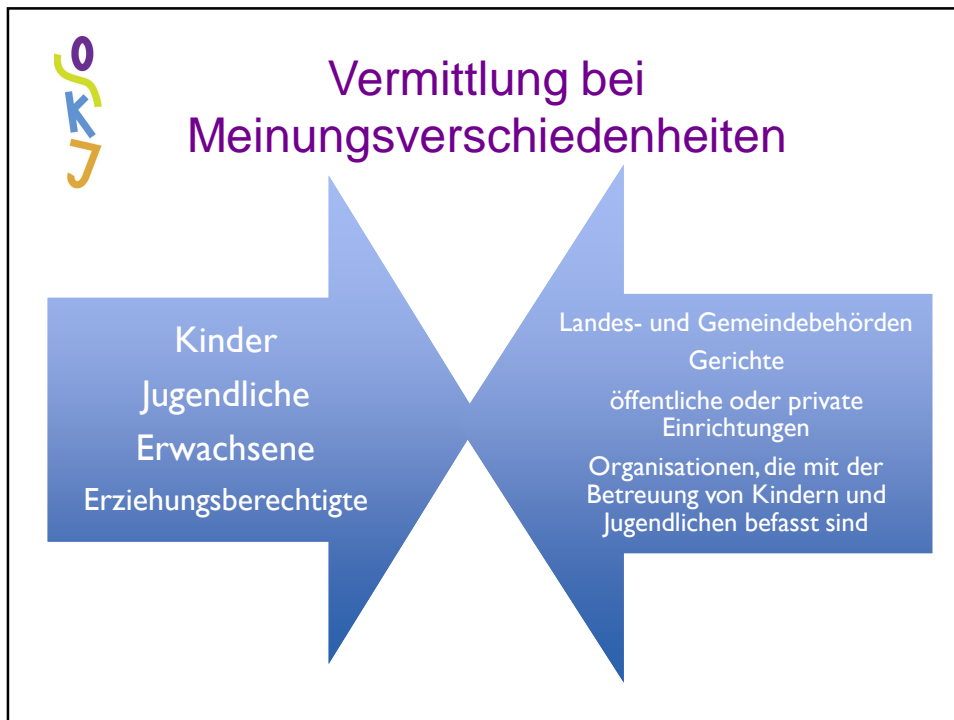 OSKJ
Vermittlung bei
Meinungsverschiedenheiten
Kinder
Jugendliche
Erwachsene
Erziehungsberechtigte
Landes- und Gemeindebehörden
Gerichte
öffentliche oder private
Einrichtungen
Organisationen, die mit der
Betreuung von Kindern und
Jugendlichen befasst sind